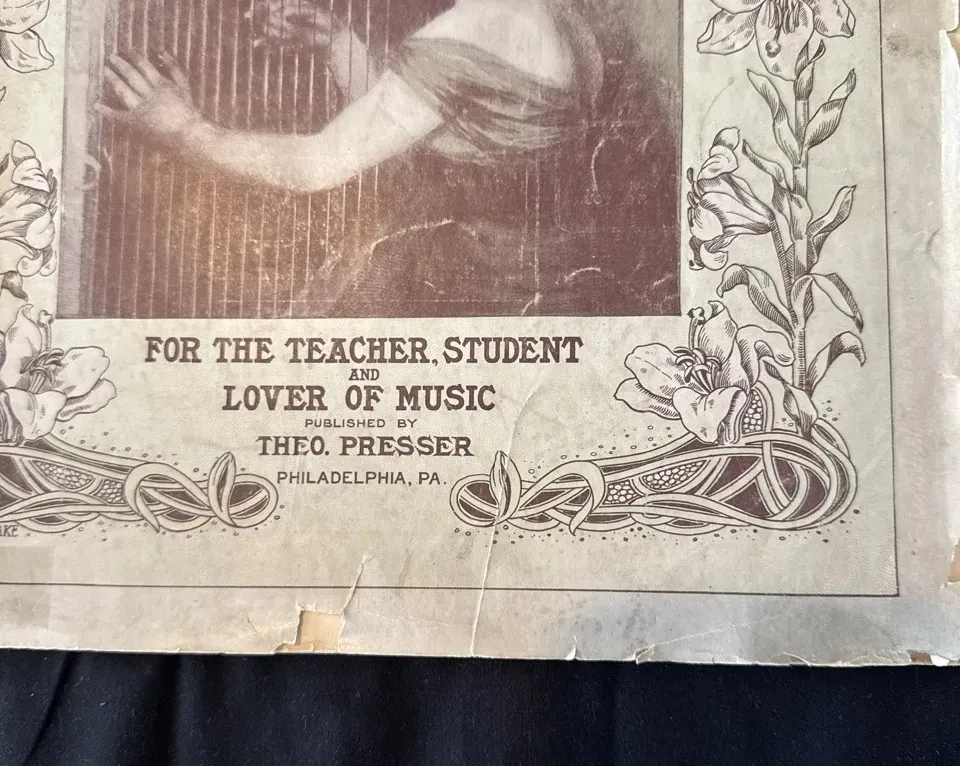 FOR THE TEACHER, STUDENT
AND
LOVER OF MUSIC
PUBLISHED BY
THEO. PRESSER
PHILADELPHIA, PA.